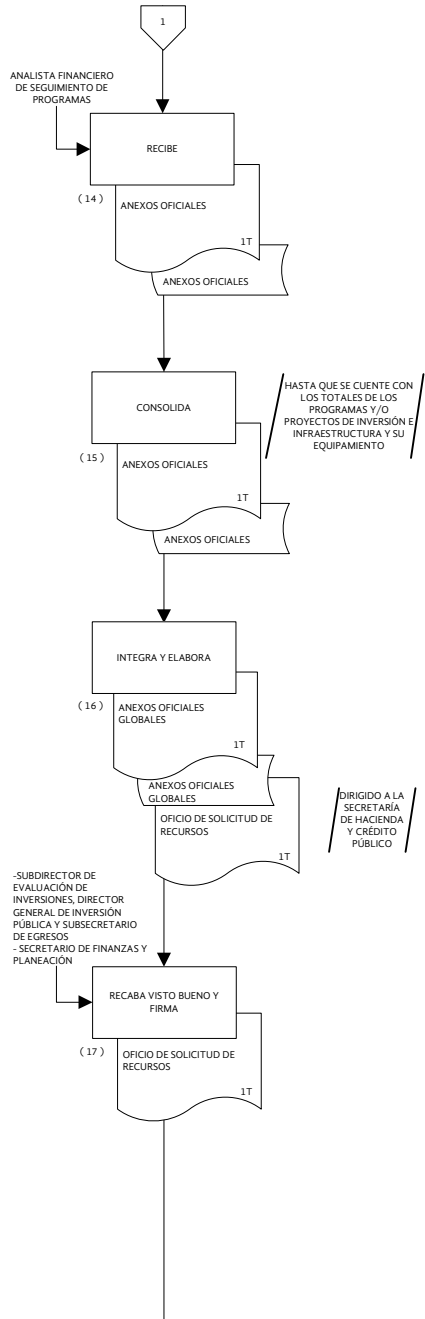 1
ANALISTA FINANCIERO
DE SEGUIMIENTO DE
PROGRAMAS
RECIBE
( 14 )
ANEXOS OFICIALES
1T
ANEXOS OFICIALES
CONSOLIDA
HASTA QUE SE CUENTE CON
LOS TOTALES DE LOS
PROGRAMAS Y/O
PROYECTOS DE INVERSIÓN E
INFRAESTRUCTURA Y SU
EQUIPAMIENTO
( 15 )
ANEXOS OFICIALES
1T
ANEXOS OFICIALES
INTEGRA Y ELABORA
( 16 )
ANEXOS OFICIALES
GLOBALES
1T
ANEXOS OFICIALES
GLOBALES
OFICIO DE SOLICITUD DE
RECURSOS
1T
DIRIGIDO A LA
SECRETARÍA
DE HACIENDA
Y CRÉDITO
PÚBLICO
-SUBDIRECTOR DE
EVALUACIÓN DE
INVERSIONES, DIRECTOR
GENERAL DE INVERSIÓN
PÚBLICA Y SUBSECRETARIO
DE EGRESOS
- SECRETARIO DE FINANZAS Y
PLANEACIÓN
RECABA VISTO BUENO Y
FIRMA
( 17 )
OFICIO DE SOLICITUD DE
RECURSOS
1T